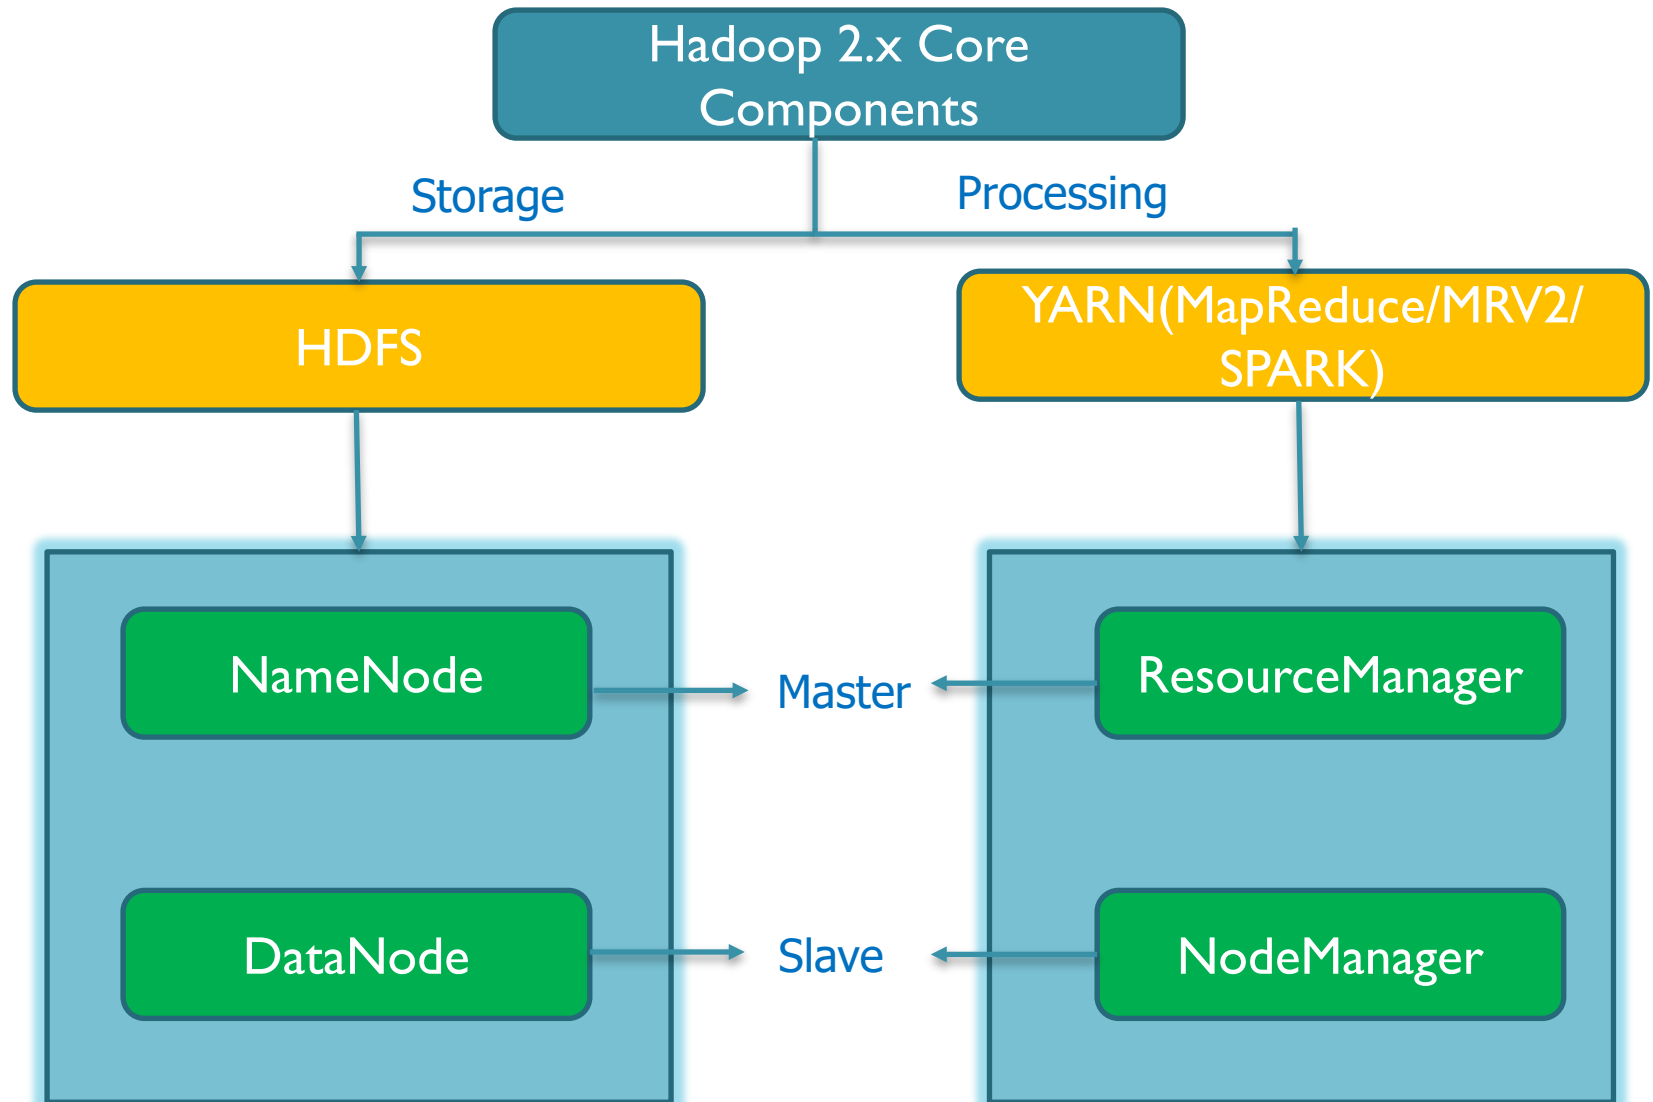 Hadoop 2.x Core
Components
Storage
Processing
HDFS
YARN(MapReduce/MRV2/
SPARK)
NameNode
Master
ResourceManager
DataNode
Slave
NodeManager